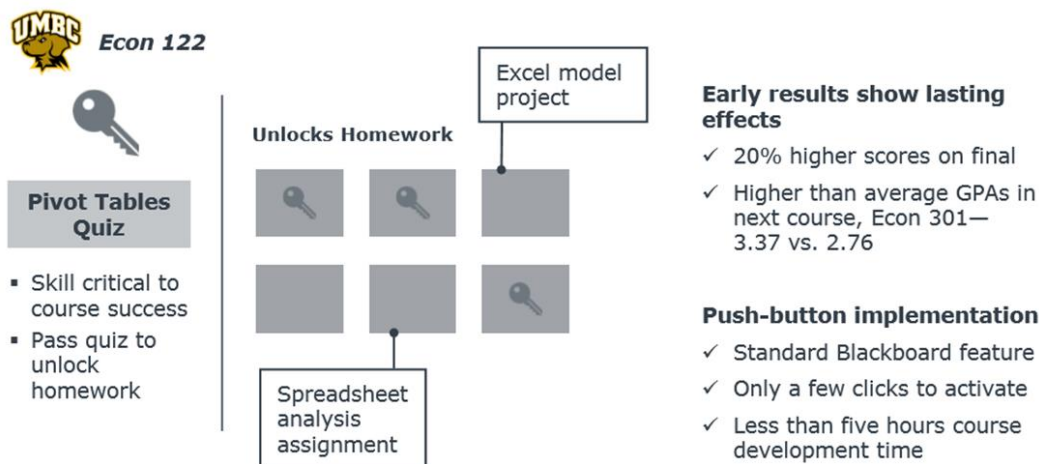 UMBC
Econ 122
Pivot Tables
Quiz
▪ Skill critical to
course success
▪ Pass quiz to
unlock
homework
Unlocks Homework
Excel model
project
Spreadsheet
analysis
assignment
Early results show lasting
effects
✓ 20% higher scores on final
✓ Higher than average GPAs in
next course, Econ 301—
3.37 vs. 2.76
Push-button implementation
✓ Standard Blackboard feature
✓ Only a few clicks to activate
✓ Less than five hours course
development time